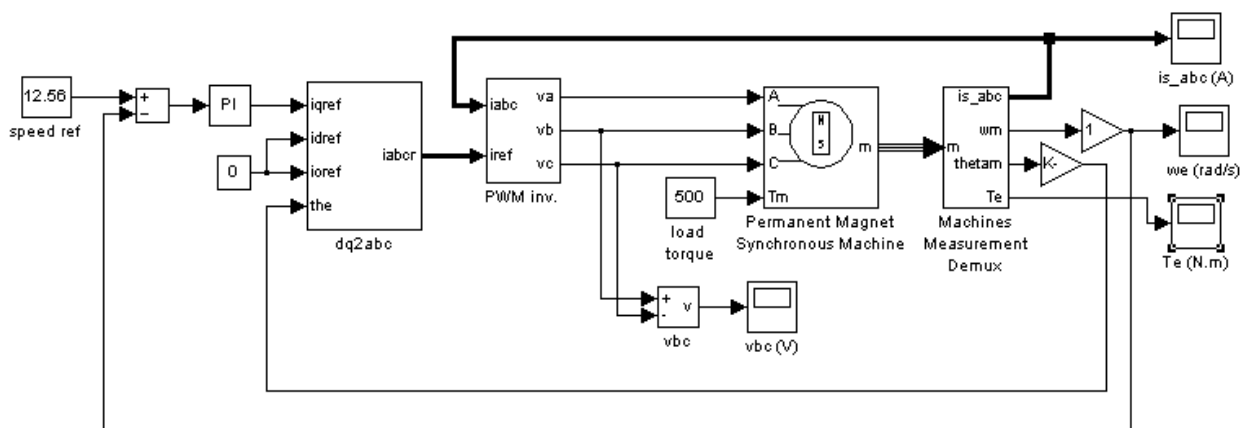 is_abc (A)
12.56
speed ref
+
−
PI
iqref
idref
ioref
the
iabcr
dq2abc
0
iabc
iref
va
vb
vc
PWM inv.
A
B
C
Tm
m
N
S
Permanent Magnet
Synchronous Machine
500
load
torque
m
is_abc
wm
thetam
Te
Machines
Measurement
Demux
1
K-
we (rad/s)
Te (N.m)
+
-
v
vbc
vbc (V)